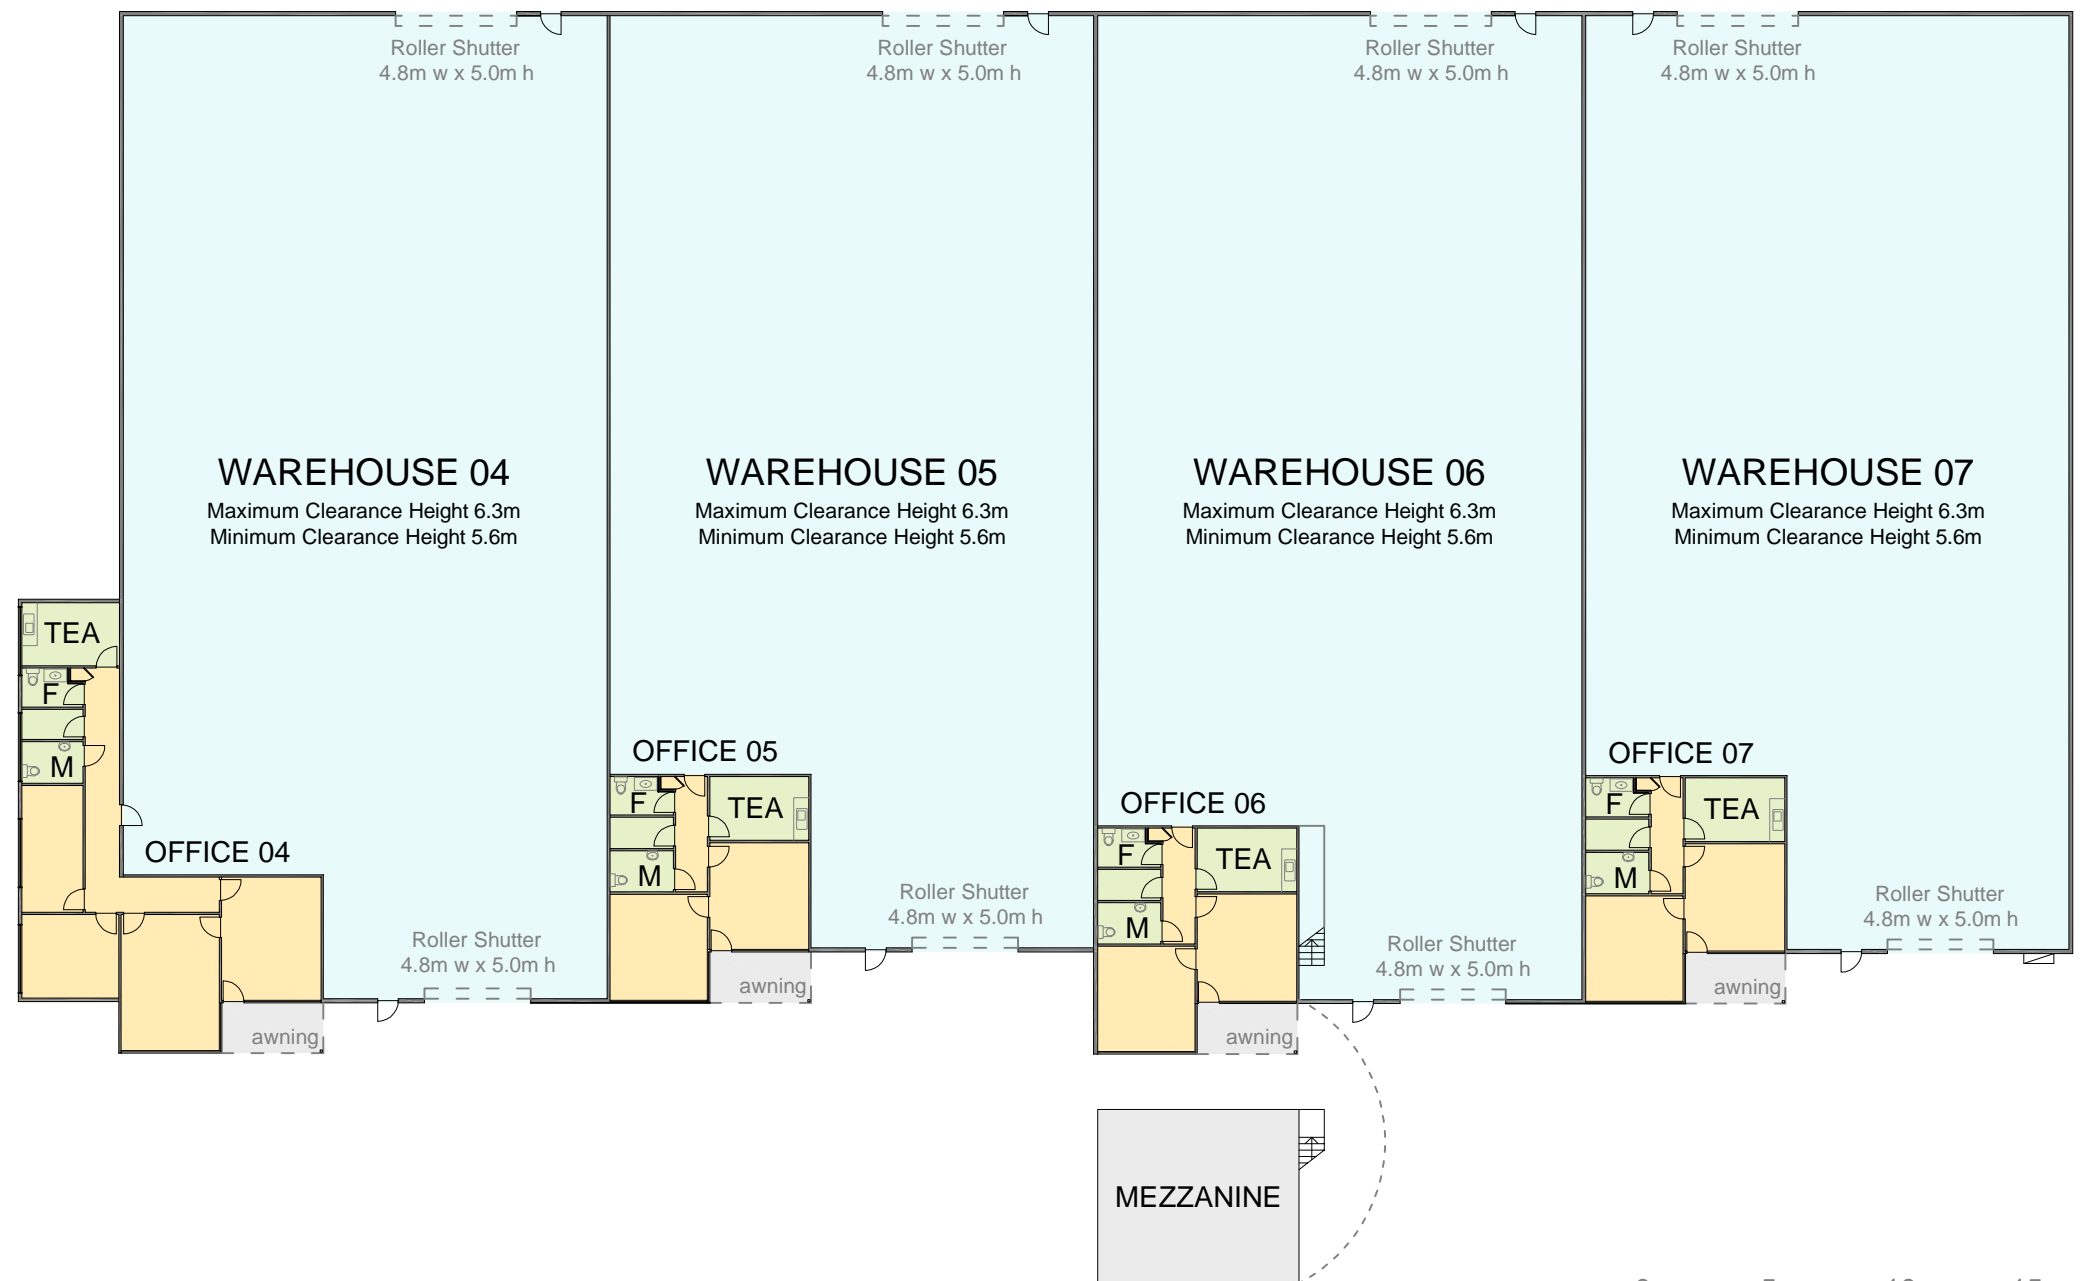 Roller Shutter
4.8m w x 5.0m h
Roller Shutter
4.8m w x 5.0m h
Roller Shutter
4.8m w x 5.0m h
Roller Shutter
4.8m w x 5.0m h
WAREHOUSE 04
Maximum Clearance Height 6.3m
Minimum Clearance Height 5.6m
WAREHOUSE 05
Maximum Clearance Height 6.3m
Minimum Clearance Height 5.6m
WAREHOUSE 06
Maximum Clearance Height 6.3m
Minimum Clearance Height 5.6m
WAREHOUSE 07
Maximum Clearance Height 6.3m
Minimum Clearance Height 5.6m
TEA
F
M
OFFICE 04
Roller Shutter
4.8m w x 5.0m h
awning
OFFICE 05
F
TEA
M
Roller Shutter
4.8m w x 5.0m h
awning
OFFICE 06
F
TEA
M
Roller Shutter
4.8m w x 5.0m h
awning
OFFICE 07
F
TEA
M
Roller Shutter
4.8m w x 5.0m h
awning
MEZZANINE